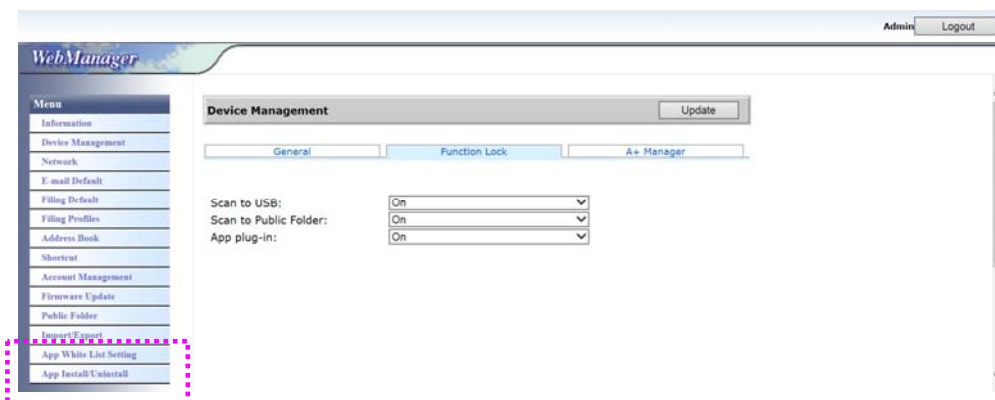 Admin Logout
WebManager
Menu
Information
Device Management
Network
E-mail Default
Filing Default
Filing Profiles
Address Book
Shortcut
Account Management
Firmware Update
Public Folder
Import/Export
App White List Setting
App Install/Uninstall
Device Management Update
General Function Lock A+ Manager
Scan to USB: On
Scan to Public Folder: On
App plug-in: On